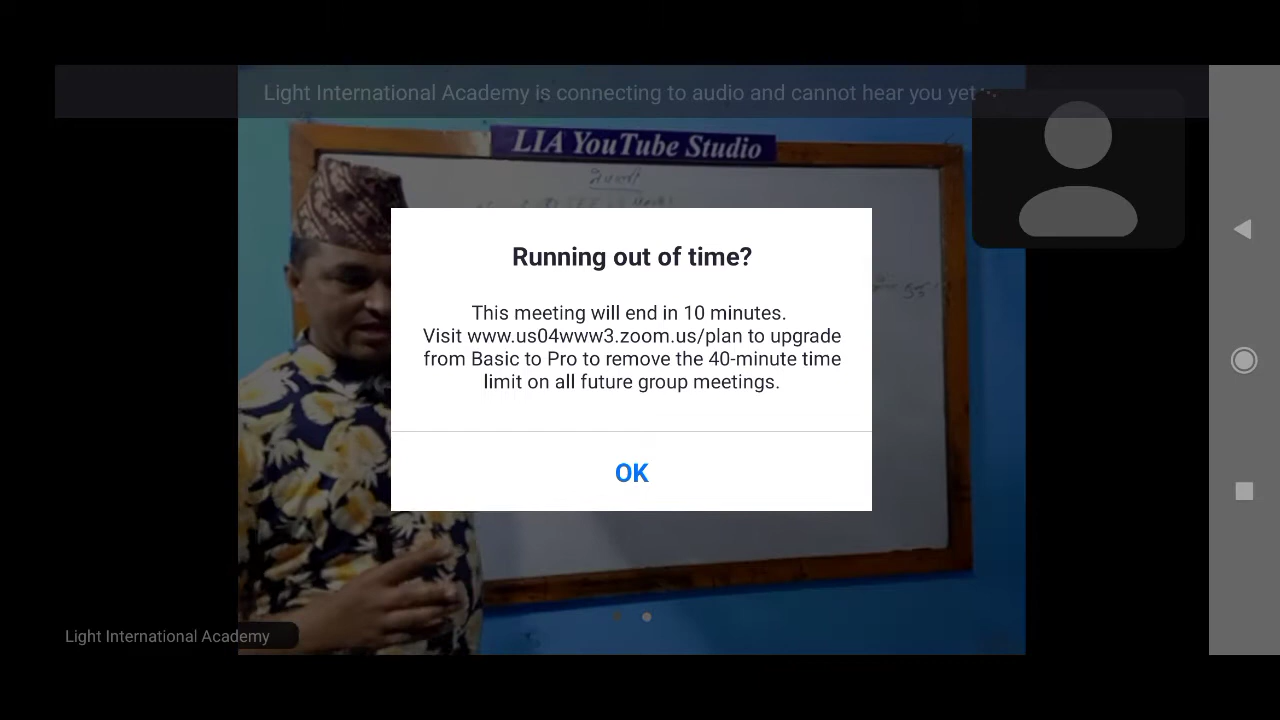 Light International Academy is connecting to audio and cannot hear you yet
LIA YouTube Studio
Running out of time?
This meeting will end in 10 minutes.
Visit www.us04www3.zoom.us/plan to upgrade
from Basic to Pro to remove the 40-minute time
limit on all future group meetings.
OK
Light International Academy